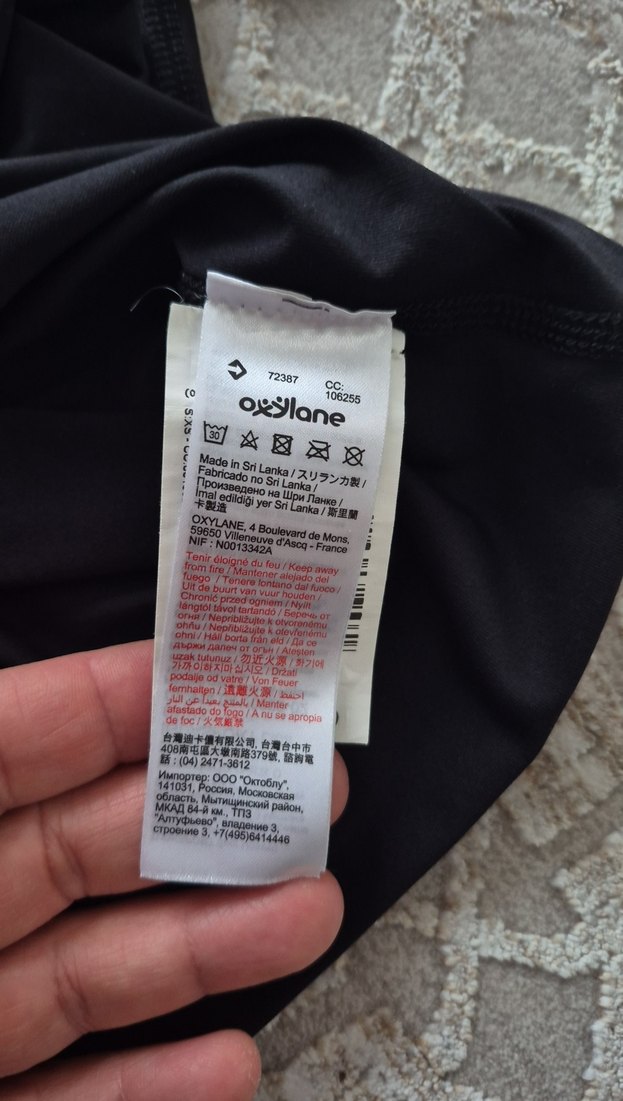 72387 CC:
106255
oxylane
30
Made in Sri Lanka / スリランカ製 /
Fabricado no Sri Lanka /
Произведено на Шри Ланке /
İmal edildiği yer Sri Lanka / 斯里蘭
卡製造
OXYLANE, 4 Boulevard de Mons,
59650 Villeneuve d'Ascq - France
NIF : N0013342A
Tenir éloigné du feu / Keep away
from fire / Mantener alejado del
fuego / Tenere lontano dal fuoco /
Uit de buurt van vuur houden /
Chronić przed ogniem / Nyílt
lángtól távol tartandó / Беречь от
огня / Nepribližujte k otvorenému
ohňu / Nepřibližujte k otevřenému
ohni / Håll borta från eld / Да се
държи далеч от огън / Ateşten
uzak tutunuz / 勿近火源 / 화기에
가까이하지마십시오 / Držati
podalje od vatre / Von Feuer
fernhalten / 遠離火源 / احتفظ
بالمنتج بعيدا عن النار / Manter
afastado do fogo / A nu se apropia
de foc / 火気厳禁
台灣迪卡儂有限公司, 台灣台中市
408南屯區大墩南路379號, 諮詢電
話 : (04) 2471-3612
Импортер: ООО "Октоблу",
141031, Россия, Московская
область, Мытищинский район,
МКАД 84-й км., ТПЗ
"Алтуфьево", владение 3,
строение 3, +7(495)6414446